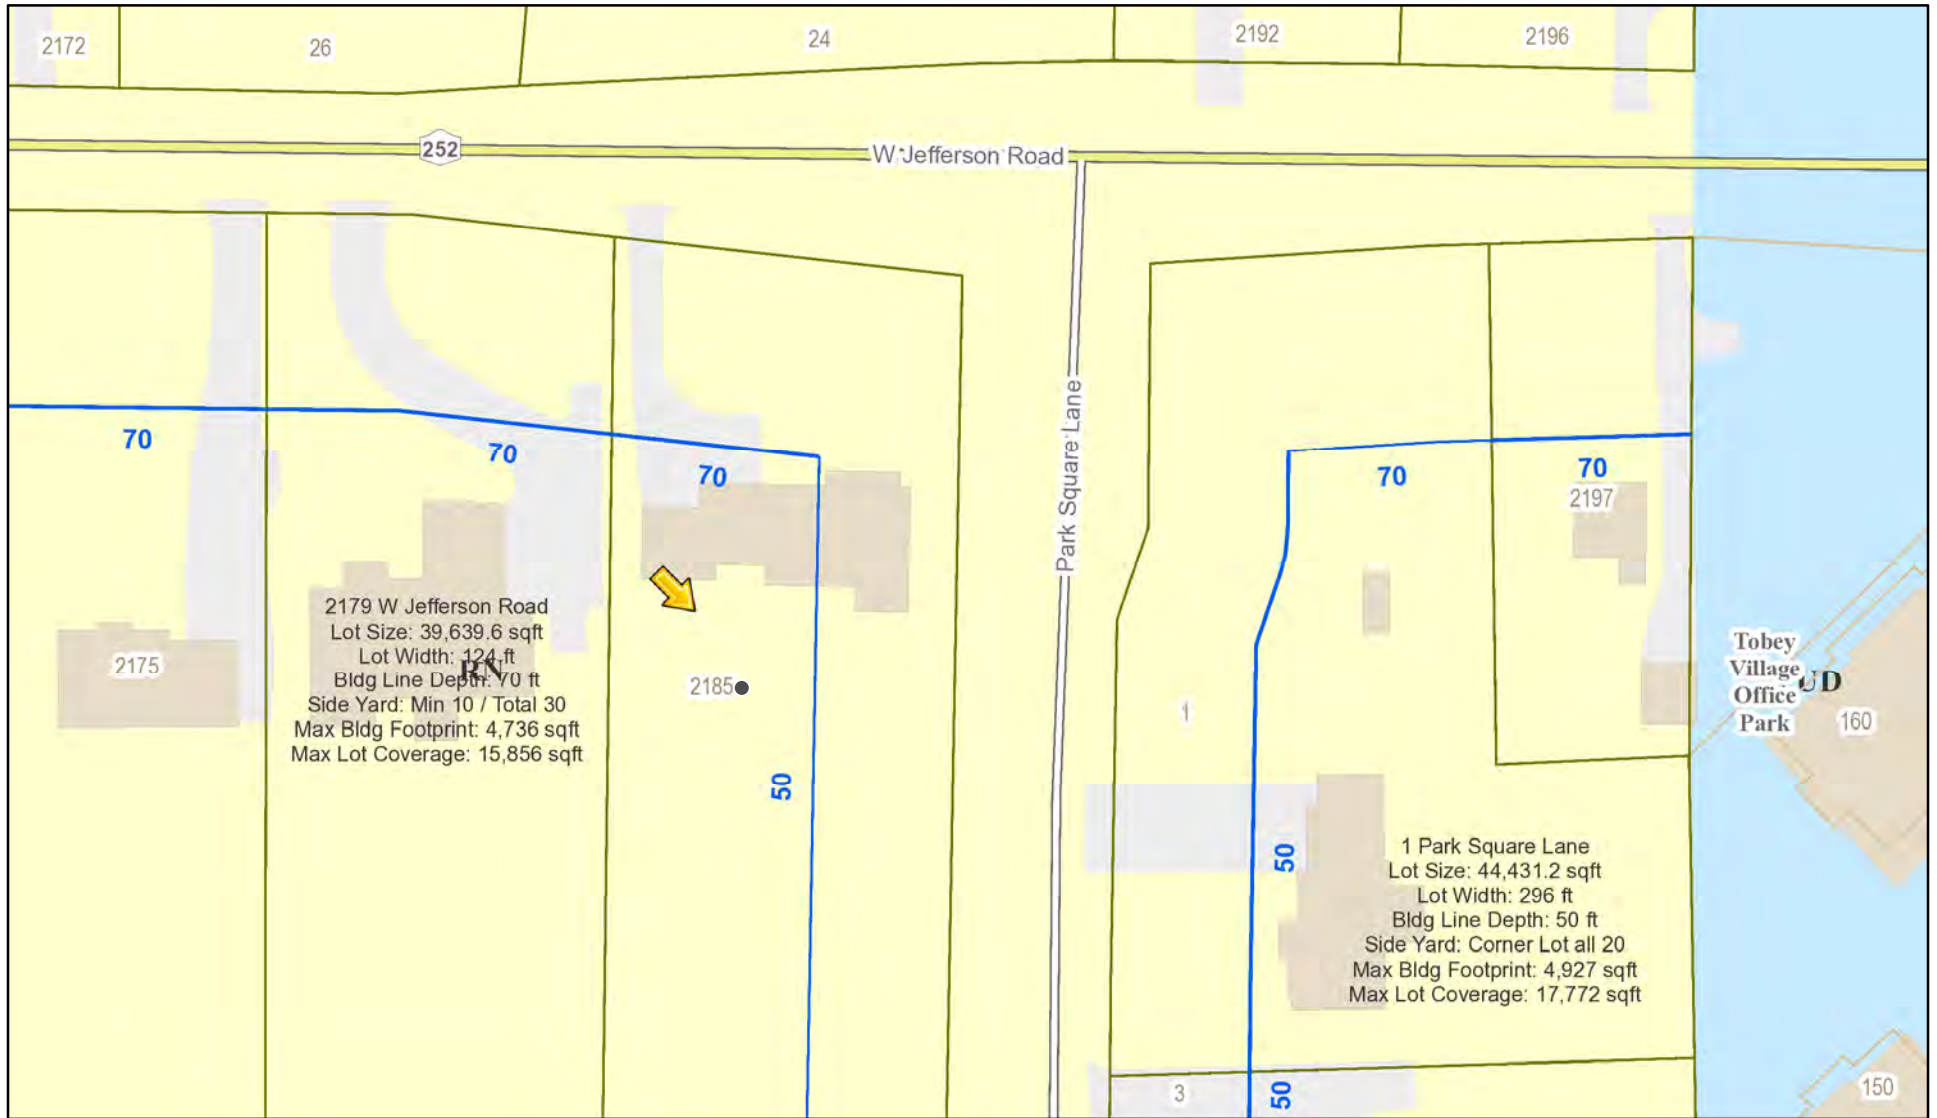 2172
26
24
2192
2196
252
W Jefferson Road
Park Square Lane
70
70
70
70
70
2197
2175
2179 W Jefferson Road
Lot Size: 39,639.6 sqft
Lot Width: 124 ft
Bldg Line Depth: 70 ft
Side Yard: Min 10 / Total 30
Max Bldg Footprint: 4,736 sqft
Max Lot Coverage: 15,856 sqft
RN
2185
1
50
Tobey
Village
Office
Park
UD
160
50
1 Park Square Lane
Lot Size: 44,431.2 sqft
Lot Width: 296 ft
Bldg Line Depth: 50 ft
Side Yard: Corner Lot all 20
Max Bldg Footprint: 4,927 sqft
Max Lot Coverage: 17,772 sqft
3
50
150